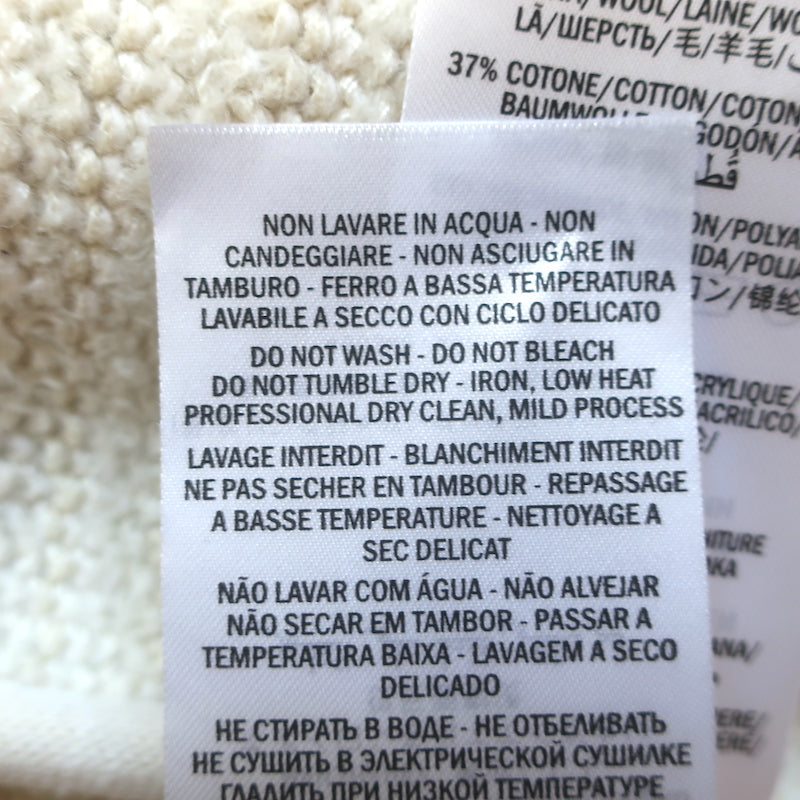 /WOOL/LAINE/WO
LÃ/ШЕРСТЬ/毛/羊毛/
37% COTONE/COTTON/COTON
NON LAVARE IN ACQUA - NON
CANDEGGIARE - NON ASCIUGARE IN
TAMBURO - FERRO A BASSA TEMPERATURA
LAVABILE A SECCO CON CICLO DELICATO
DO NOT WASH - DO NOT BLEACH
DO NOT TUMBLE DRY - IRON, LOW HEAT
PROFESSIONAL DRY CLEAN, MILD PROCESS
LAVAGE INTERDIT - BLANCHIMENT INTERDIT
NE PAS SECHER EN TAMBOUR - REPASSAGE
A BASSE TEMPERATURE - NETTOYAGE A
SEC DELICAT
NÃO LAVAR COM ÁGUA - NÃO ALVEJAR
NÃO SECAR EM TAMBOR - PASSAR A
TEMPERATURA BAIXA - LAVAGEM A SECO
DELICADO
НЕ СТИРАТЬ В ВОДЕ - НЕ ОТБЕЛИВАТЬ
НЕ СУШИТЬ В ЭЛЕКТРИЧЕСКОЙ СУШИЛКЕ
ГЛАДИТЬ ПРИ НИЗКОЙ ТЕМПЕРАТУРЕ